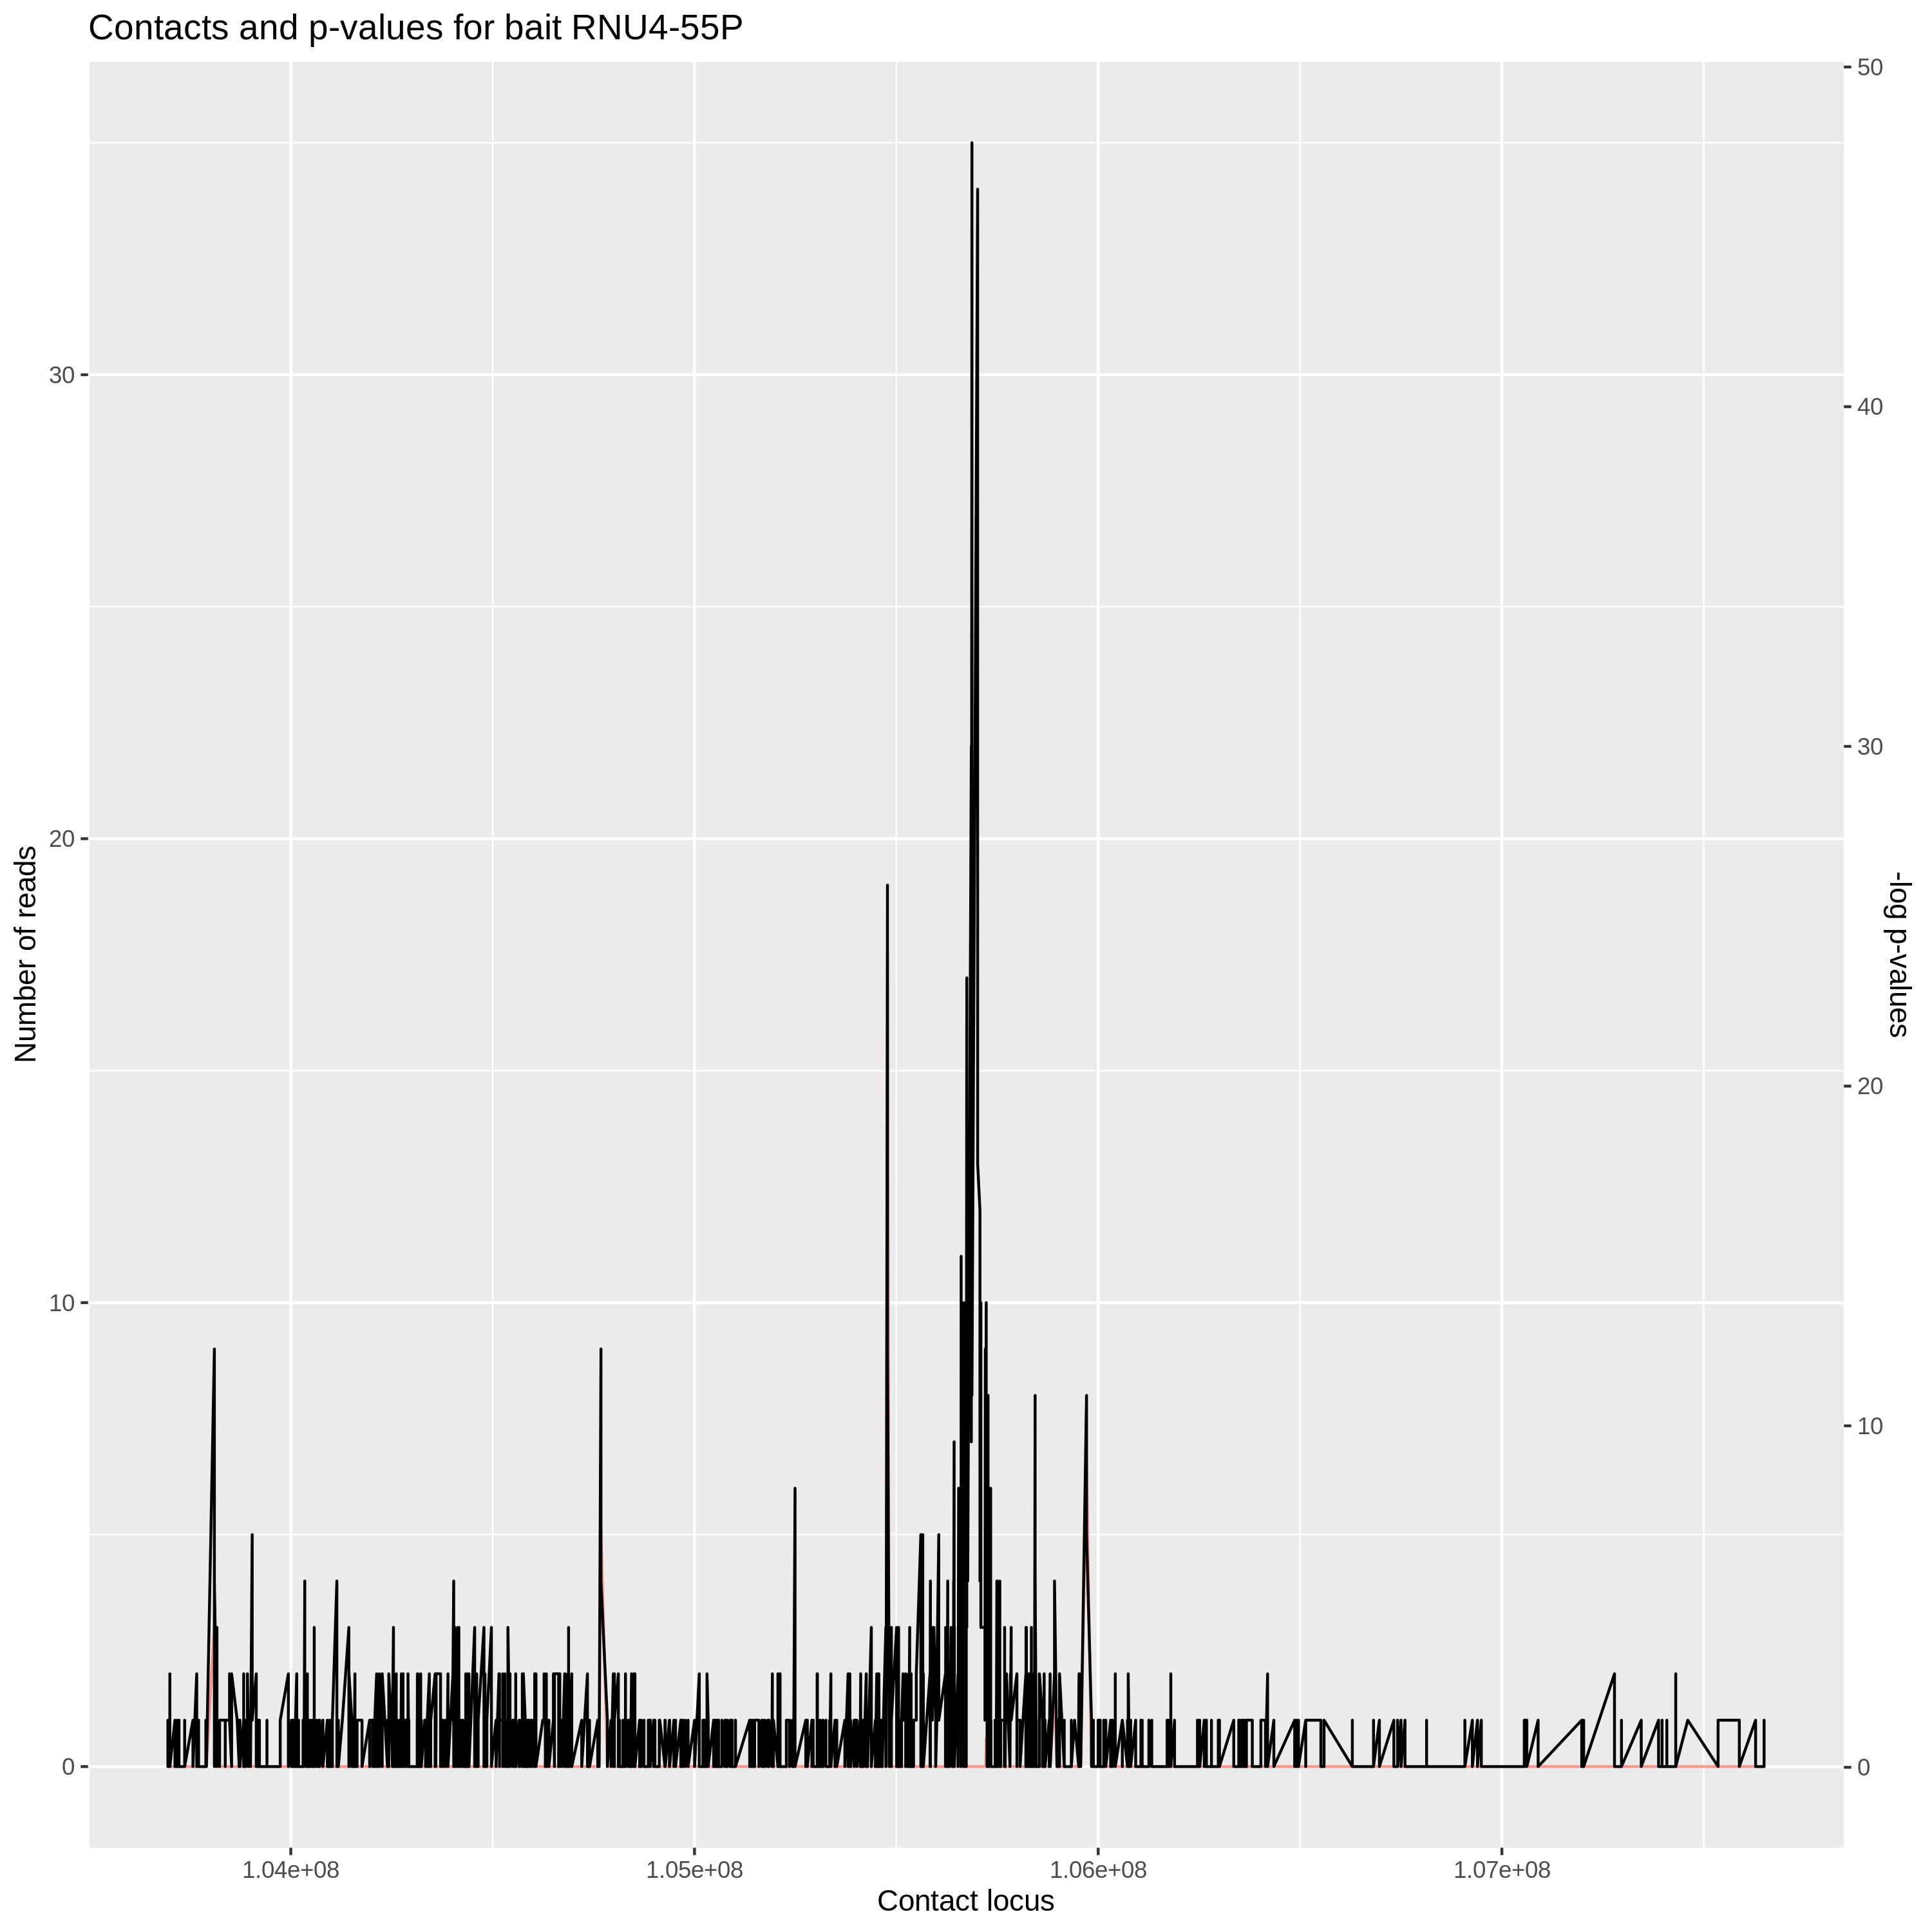 Contacts and p-values for bait RNU4-55P
50
30
40
30
20
Number of reads
-log p-values
20
10
10
0
0
1.04e+08
1.05e+08
1.06e+08
1.07e+08
Contact locus